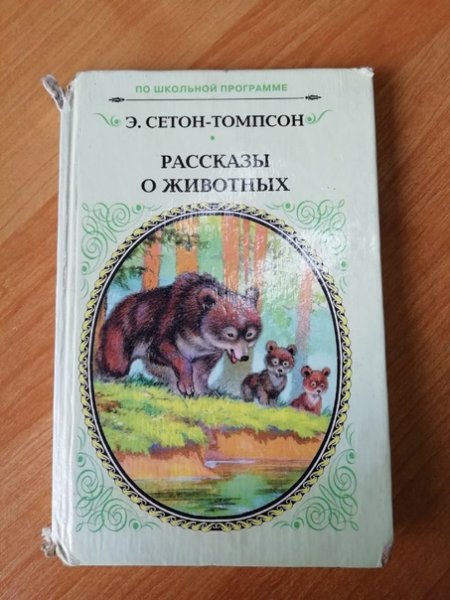 ПО ШКОЛЬНОЙ ПРОГРАММЕ
Э. СЕТОН-ТОМПСОН
РАССКАЗЫ
О ЖИВОТНЫХ